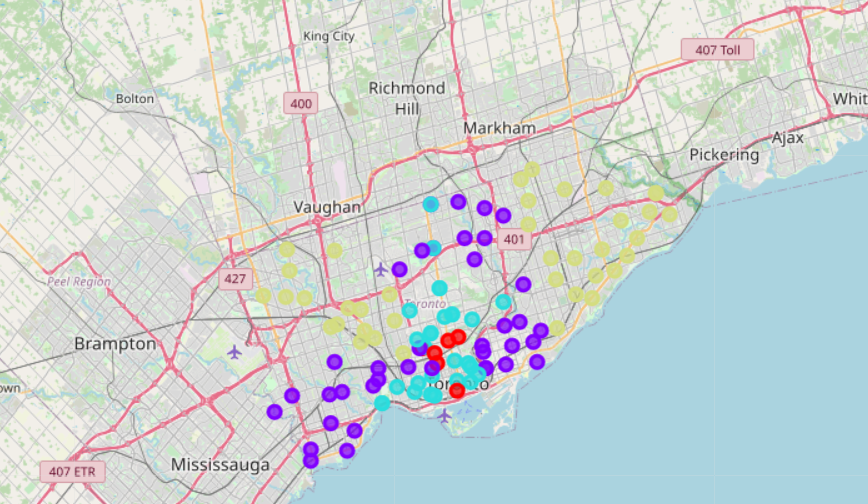 King City
407 Toll
Bolton
400
Richmond
Hill
Whit
Markham
Ajax
Pickering
Vaughan
401
427
Peel Region
Toronto
Brampton
own
Toronto
Mississauga
407 ETR